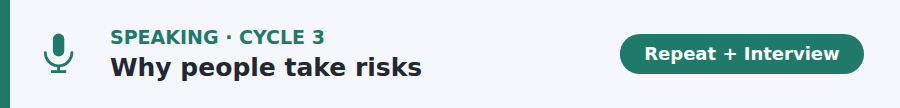 SPEAKING · CYCLE 3
Why people take risks
Repeat + Interview